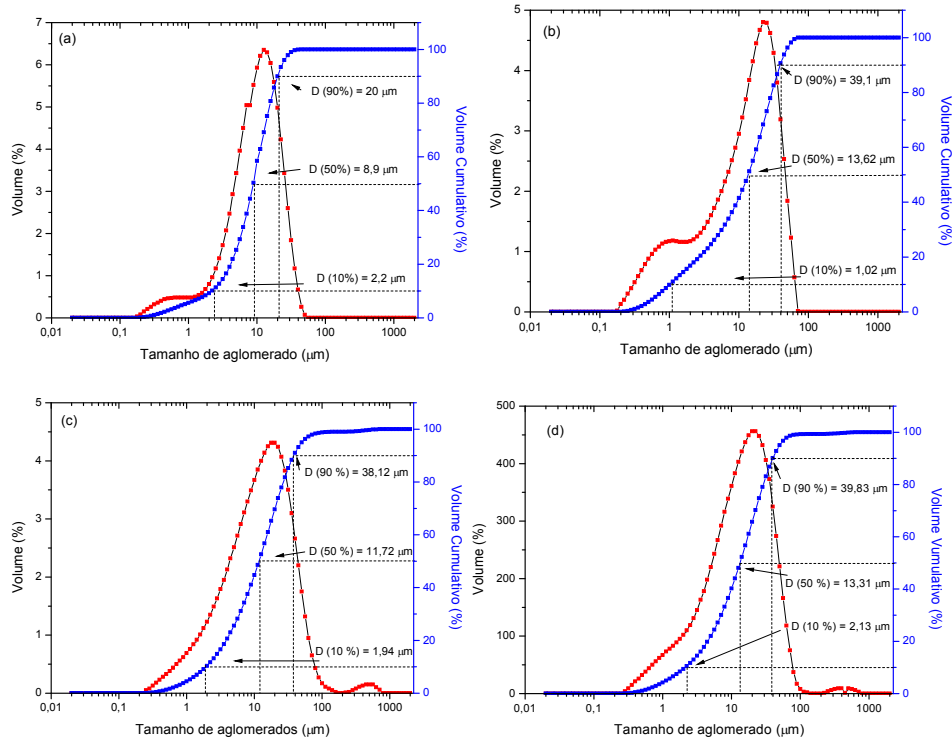 (a)
Volume (%)
7
6
5
4
3
2
1
0
D (90%) = 20 µm
D (50%) = 8,9 µm
D (10%) = 2,2 µm
100
80
60
40
20
0
Volume Cumulativo (%)
0,01 0,1 1 10 100 1000
Tamanho de aglomerado (µm)
(b)
Volume (%)
5
4
3
2
1
0
D (90%) = 39,1 µm
D (50%) = 13,62 µm
D (10%) = 1,02 µm
100
80
60
40
20
0
Volume Cumulativo (%)
0,01 0,1 1 10 100 1000
Tamanho de aglomerado (µm)
(c)
Volume (%)
5
4
3
2
1
0
D (90 %) = 38,12 µm
D (50 %) = 11,72 µm
D (10 %) = 1,94 µm
100
80
60
40
20
0
Volume Cumulativo (%)
0,01 0,1 1 10 100 1000
Tamanho de aglomerados (µm)
(d)
Volume (%)
500
450
400
350
300
250
200
150
100
50
0
D (90 %) = 39,83 µm
D (50 %) = 13,31 µm
D (10 %) = 2,13 µm
100
80
60
40
20
0
Volume Vumulativo (%)
0,01 0,1 1 10 100 1000
Tamanho de aglomerado (µm)